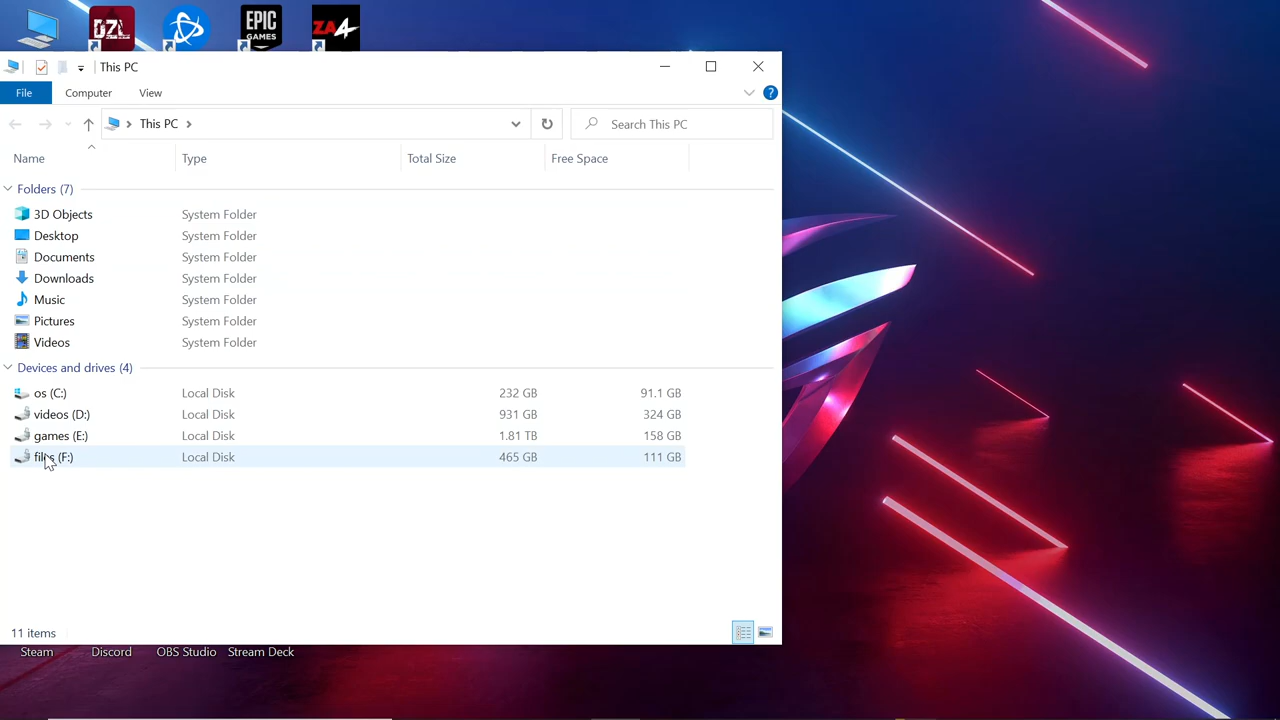 DZL
EPIC
GAMES
ZA4
This PC
File Computer View
This PC
Search This PC
Name Type Total Size Free Space
Folders (7)
3D Objects System Folder
Desktop System Folder
Documents System Folder
Downloads System Folder
Music System Folder
Pictures System Folder
Videos System Folder
Devices and drives (4)
os (C:) Local Disk 232 GB 91.1 GB
videos (D:) Local Disk 931 GB 324 GB
games (E:) Local Disk 1.81 TB 158 GB
files (F:) Local Disk 465 GB 111 GB
11 items
Steam Discord OBS Studio Stream Deck